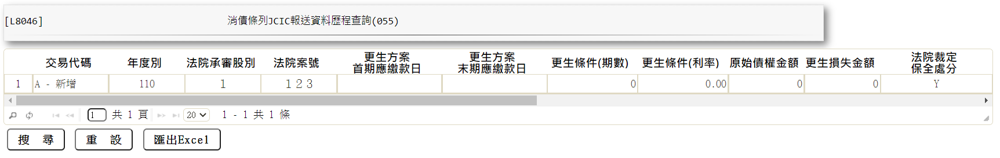 [L8046] 消債條列JCIC報送資料歷程查詢(055)
交易代碼 年度別 法院承審股別 法院案號 更生方案 首期應繳款日 更生方案 末期應繳款日 更生條件(期數) 更生條件(利率) 原始債權金額 更生損失金額 法院裁定 保全處分
1 A - 新增 110 1 123 0 0.00 0 0 Y
1 共 1 頁 20 1 - 1 共 1 條
搜 尋 重 設 匯出Excel